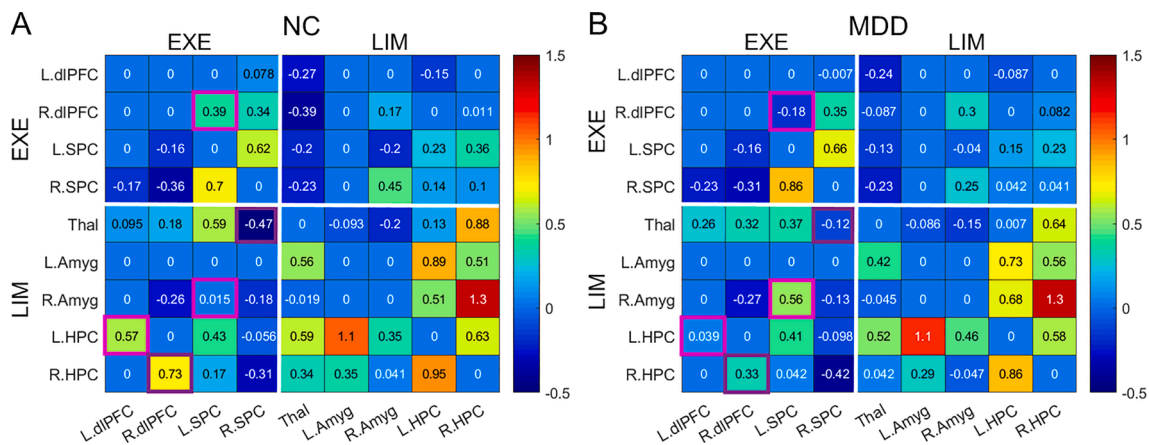 A NC
EXE LIM
L.dlPFC 0 0 0 0.078 -0.27 0 0 -0.15 0
R.dlPFC 0 0 0.39 0.34 -0.39 0 0.17 0 0.011
L.SPC 0 -0.16 0 0.62 -0.2 0 -0.2 0.23 0.36
R.SPC -0.17 -0.36 0.7 0 -0.23 0 0.45 0.14 0.1
Thal 0.095 0.18 0.59 -0.47 0 -0.093 -0.2 0.13 0.88
L.Amyg 0 0 0 0 0.56 0 0 0.89 0.51
R.Amyg 0 -0.26 0.015 -0.18 -0.019 0 0 0.51 1.3
L.HPC 0.57 0 0.43 -0.056 0.59 1.1 0.35 0 0.63
R.HPC 0 0.73 0.17 -0.31 0.34 0.35 0.041 0.95 0
EXE
LIM
L.dlPFC R.dlPFC L.SPC R.SPC Thal L.Amyg R.Amyg L.HPC R.HPC
1.5
1
0.5
0
-0.5
B MDD
EXE LIM
L.dlPFC 0 0 0 -0.007 -0.24 0 0 -0.087 0
R.dlPFC 0 0 -0.18 0.35 -0.087 0 0.3 0 0.082
L.SPC 0 -0.16 0 0.66 -0.13 0 -0.04 0.15 0.23
R.SPC -0.23 -0.31 0.86 0 -0.23 0 0.25 0.042 0.041
Thal 0.26 0.32 0.37 -0.12 0 -0.086 -0.15 0.007 0.64
L.Amyg 0 0 0 0 0.42 0 0 0.73 0.56
R.Amyg 0 -0.27 0.56 -0.13 -0.045 0 0 0.68 1.3
L.HPC 0.039 0 0.41 -0.098 0.52 1.1 0.46 0 0.58
R.HPC 0 0.33 0.042 -0.42 0.042 0.29 -0.047 0.86 0
EXE
LIM
L.dlPFC R.dlPFC L.SPC R.SPC Thal L.Amyg R.Amyg L.HPC R.HPC
1.5
1
0.5
0
-0.5